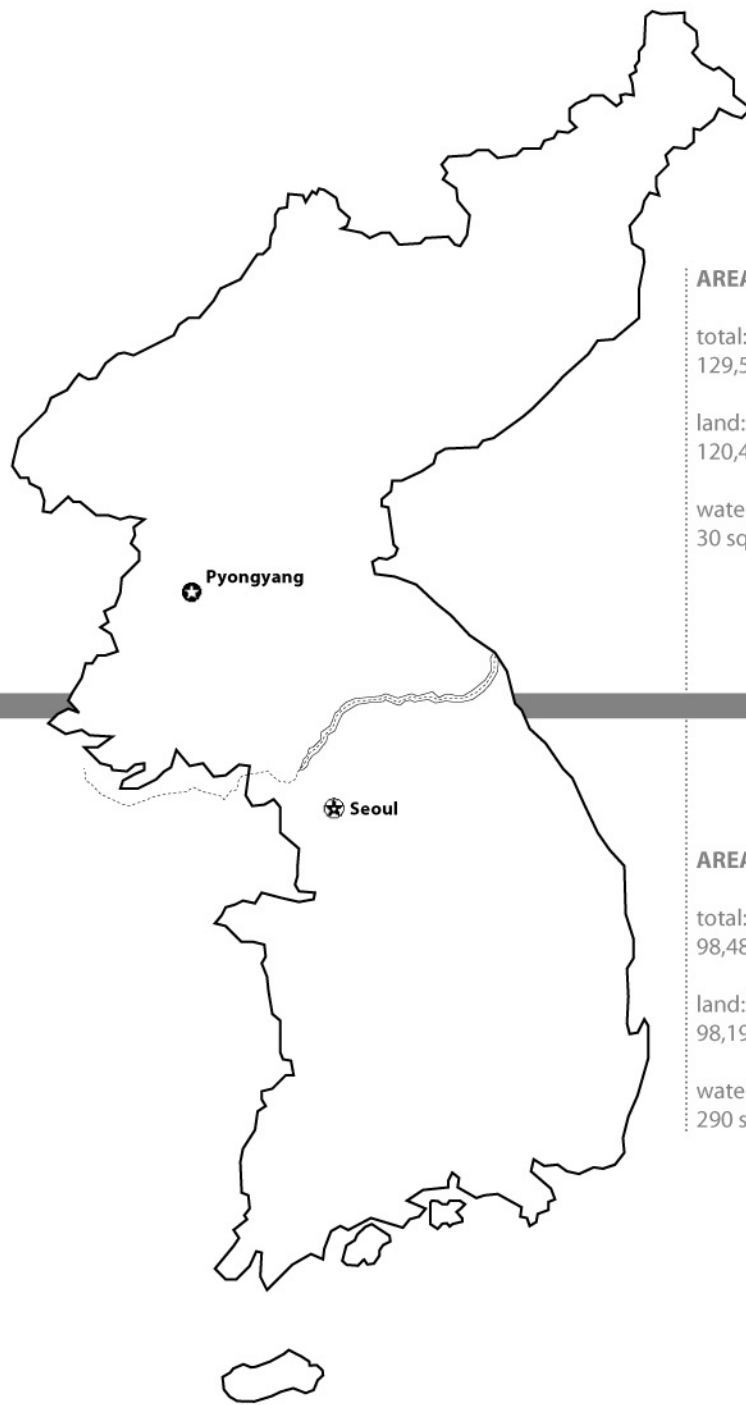 AREA
total:
129,5
land:
120,4
wate
30 sq
Pyongyang
Seoul
AREA
total:
98,48
land:
98,19
wate
290 s